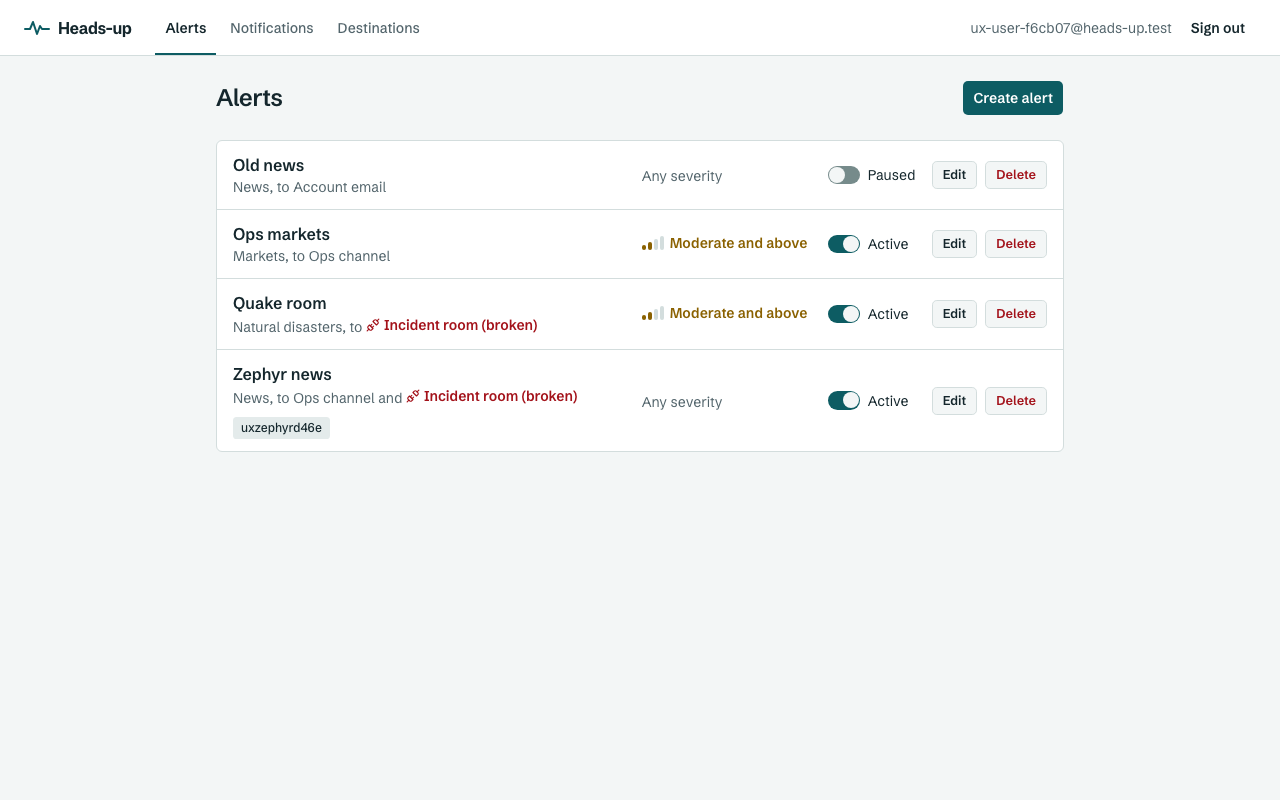 Heads-up Alerts Notifications Destinations ux-user-f6cb07@heads-up.test Sign out
Alerts Create alert
Old news
News, to Account email
Any severity Paused Edit Delete
Ops markets
Markets, to Ops channel
Moderate and above Active Edit Delete
Quake room
Natural disasters, to Incident room (broken)
Moderate and above Active Edit Delete
Zephyr news
News, to Ops channel and Incident room (broken)
uxzephyrd46e
Any severity Active Edit Delete